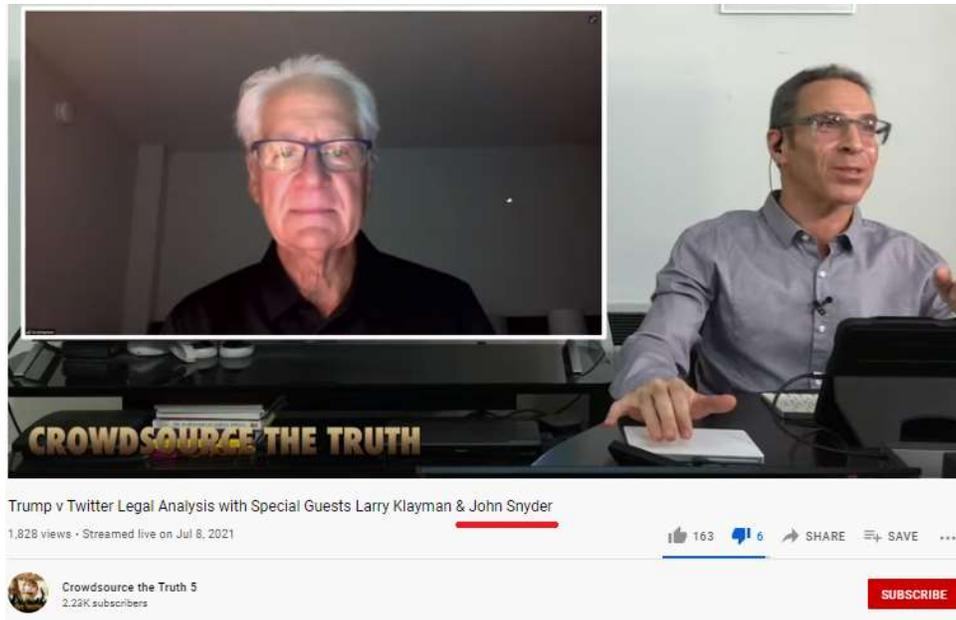 CROWDSOURCE THE TRUTH
Trump v Twitter Legal Analysis with Special Guests Larry Klayman & John Snyder
1,828 views · Streamed live on Jul 8, 2021
163
6
SHARE
SAVE
Crowdsource the Truth 5
2.23K subscribers
SUBSCRIBE